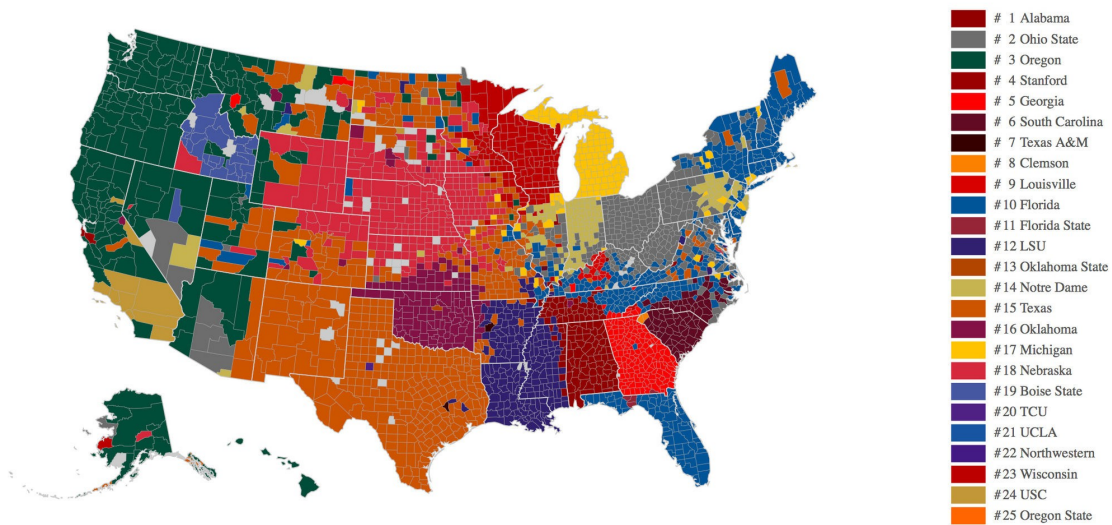 # 1 Alabama
# 2 Ohio State
# 3 Oregon
# 4 Stanford
# 5 Georgia
# 6 South Carolina
# 7 Texas A&M
# 8 Clemson
# 9 Louisville
#10 Florida
#11 Florida State
#12 LSU
#13 Oklahoma State
#14 Notre Dame
#15 Texas
#16 Oklahoma
#17 Michigan
#18 Nebraska
#19 Boise State
#20 TCU
#21 UCLA
#22 Northwestern
#23 Wisconsin
#24 USC
#25 Oregon State